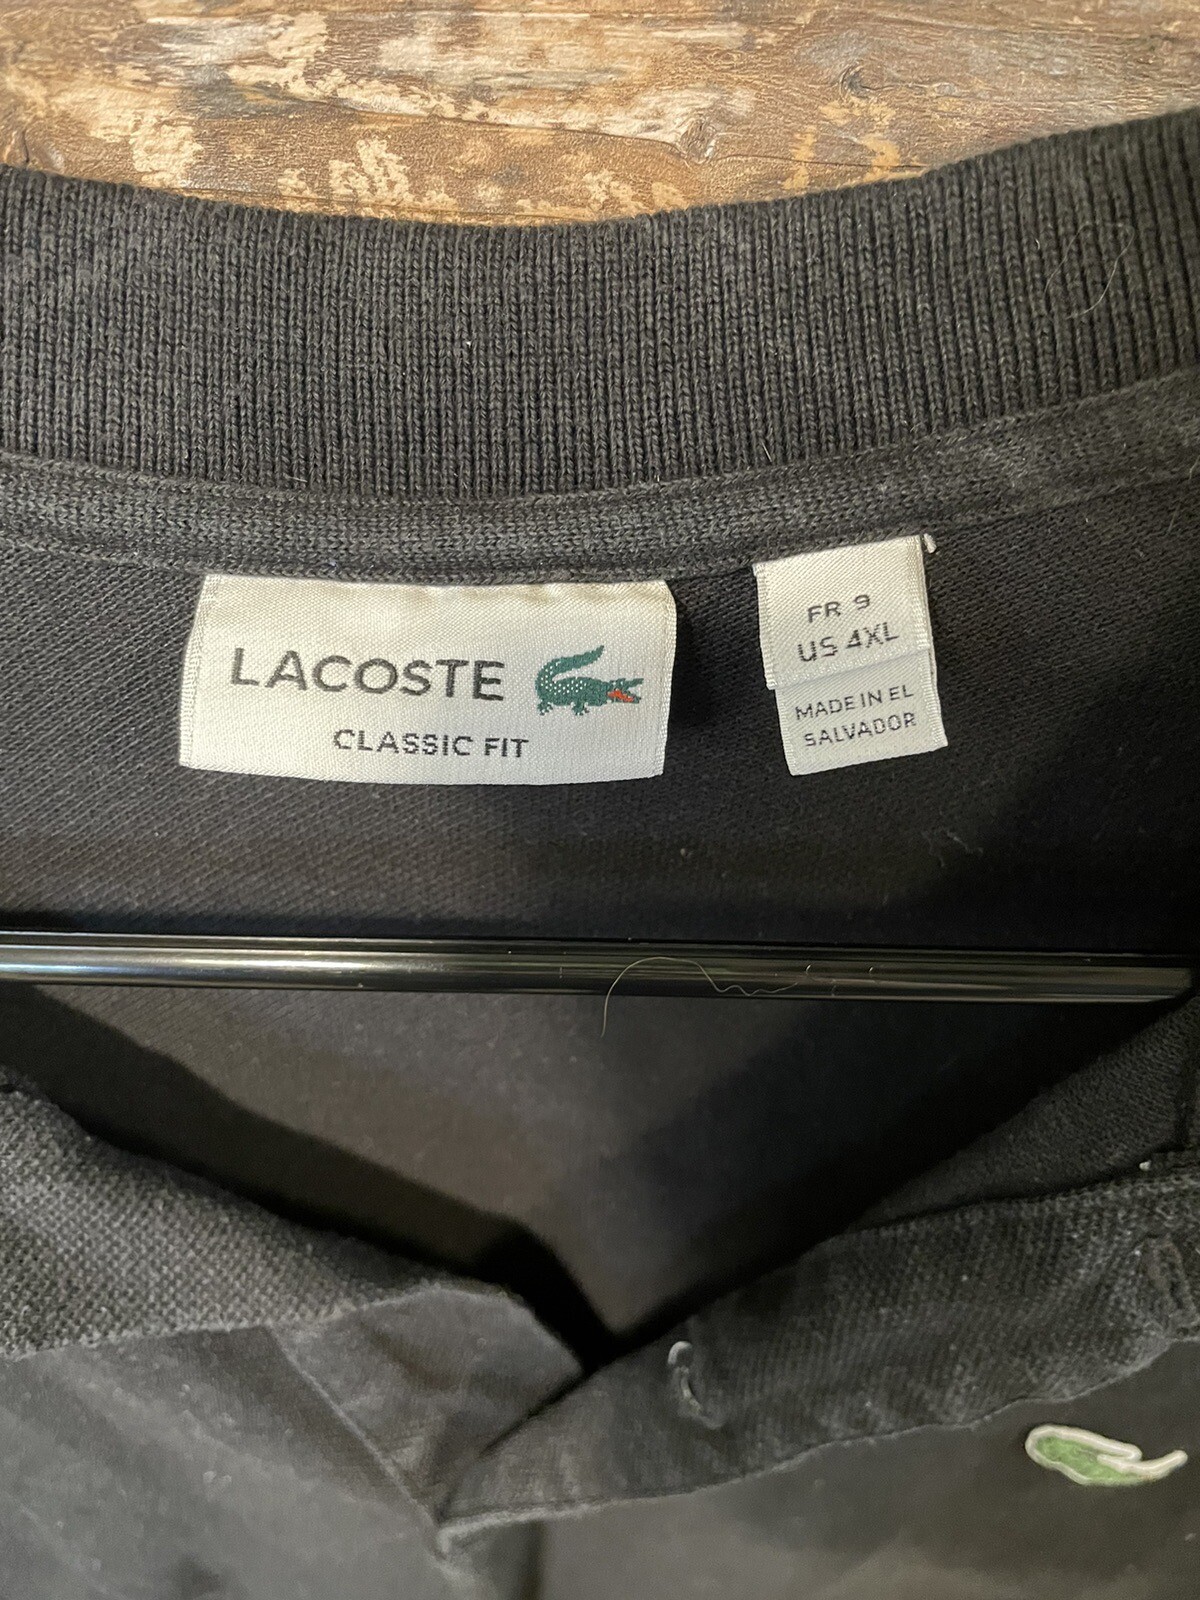 LACOSTE
CLASSIC FIT
FR 9
US 4XL
MADE IN EL
SALVADOR